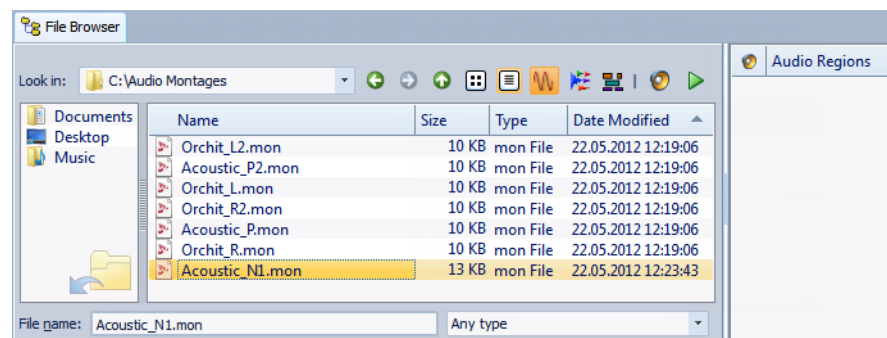 File Browser
Look in: C:\Audio Montages
Audio Regions
Documents
Desktop
Music
Name Size Type Date Modified
Orchit_L2.mon 10 KB mon File 22.05.2012 12:19:06
Acoustic_P2.mon 10 KB mon File 22.05.2012 12:19:06
Orchit_L.mon 10 KB mon File 22.05.2012 12:19:06
Orchit_R2.mon 10 KB mon File 22.05.2012 12:19:06
Acoustic_P.mon 10 KB mon File 22.05.2012 12:19:06
Orchit_R.mon 10 KB mon File 22.05.2012 12:19:06
Acoustic_N1.mon 13 KB mon File 22.05.2012 12:23:43
File name: Acoustic_N1.mon Any type